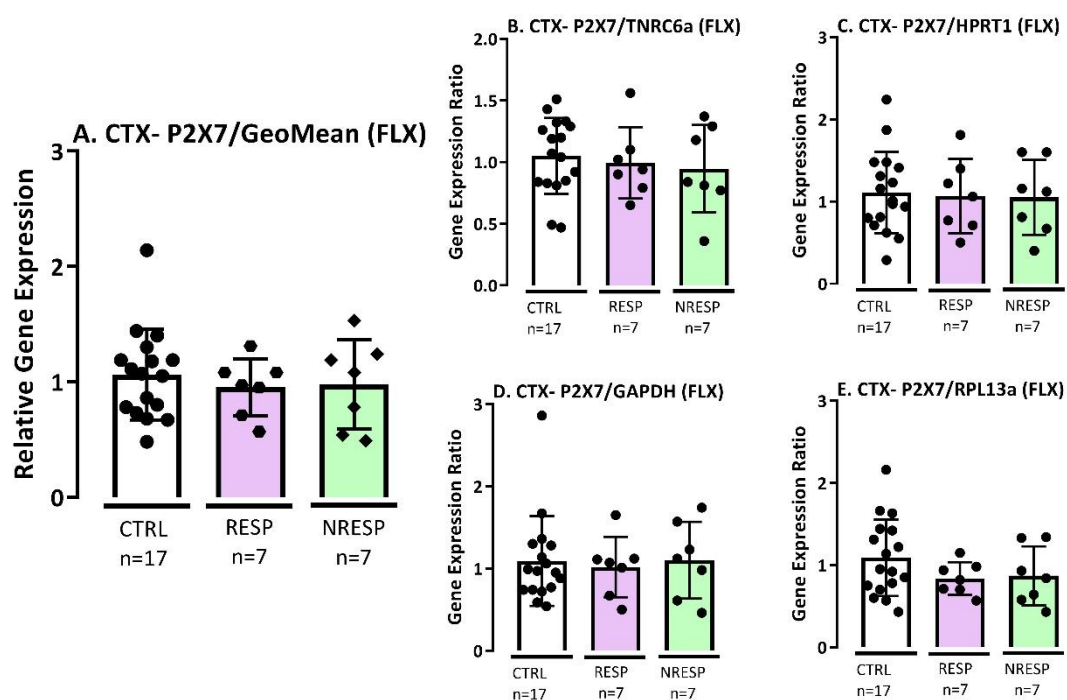 A. CTX- P2X7/GeoMean (FLX)
Relative Gene Expression
3
2
1
0
CTRL
n=17
RESP
n=7
NRESP
n=7
B. CTX- P2X7/TNRC6a (FLX)
Gene Expression Ratio
2.0
1.5
1.0
0.5
0.0
CTRL
n=17
RESP
n=7
NRESP
n=7
C. CTX- P2X7/HPRT1 (FLX)
Gene Expression Ratio
3
2
1
0
CTRL
n=17
RESP
n=7
NRESP
n=7
D. CTX- P2X7/GAPDH (FLX)
Gene Expression Ratio
3
2
1
0
CTRL
n=17
RESP
n=7
NRESP
n=7
E. CTX- P2X7/RPL13a (FLX)
Gene Expression Ratio
3
2
1
0
CTRL
n=17
RESP
n=7
NRESP
n=7